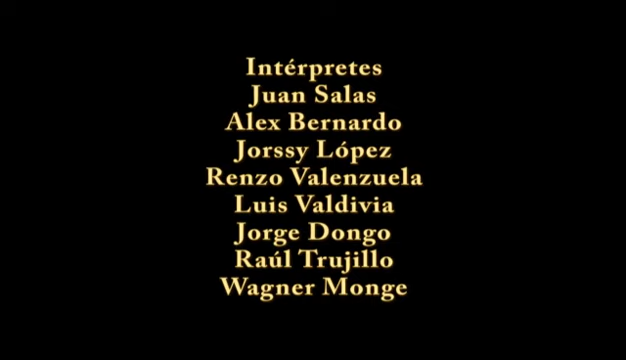 Intérpretes
Juan Salas
Alex Bernardo
Jorssy López
Renzo Valenzuela
Luis Valdivia
Jorge Dongo
Raúl Trujillo
Wagner Monge